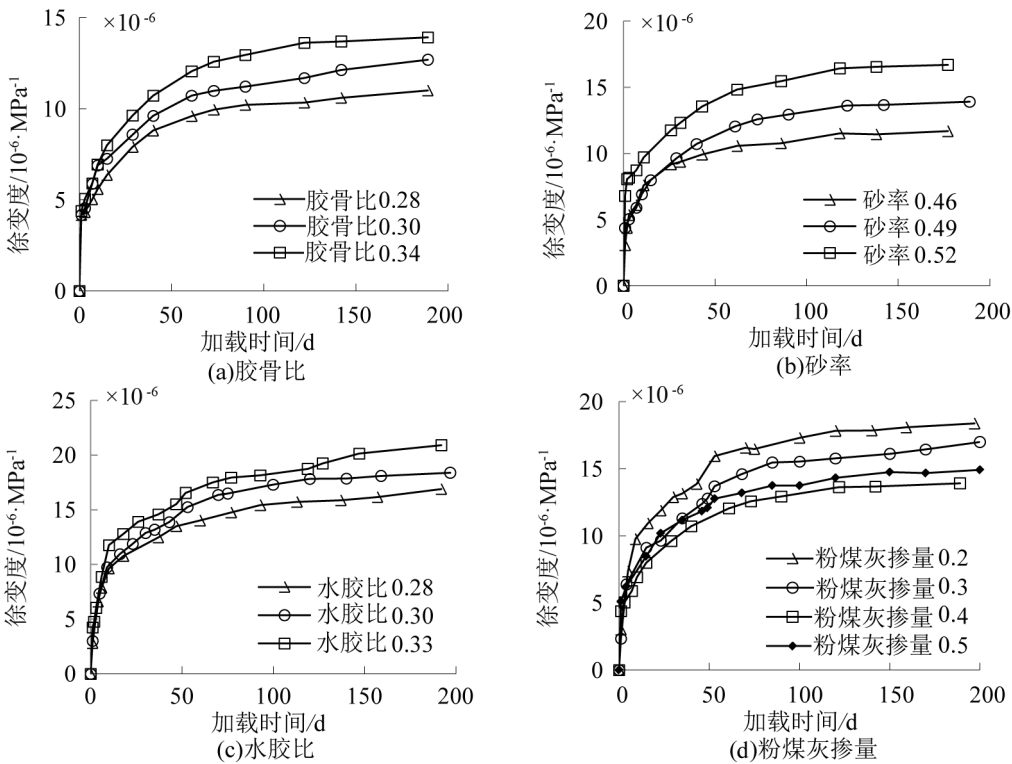 ×10⁻⁶
15
10
5
0
徐变度/10⁻⁶·MPa⁻¹
胶骨比0.28
胶骨比0.30
胶骨比0.34
0 50 100 150 200
加载时间/d
(a)胶骨比
×10⁻⁶
20
15
10
5
0
徐变度/10⁻⁶·MPa⁻¹
砂率0.46
砂率0.49
砂率0.52
0 50 100 150 200
加载时间/d
(b)砂率
×10⁻⁶
25
20
15
10
5
0
徐变度/10⁻⁶·MPa⁻¹
水胶比0.28
水胶比0.30
水胶比0.33
0 50 100 150 200
加载时间/d
(c)水胶比
×10⁻⁶
20
15
10
5
0
徐变度/10⁻⁶·MPa⁻¹
粉煤灰掺量0.2
粉煤灰掺量0.3
粉煤灰掺量0.4
粉煤灰掺量0.5
0 50 100 150 200
加载时间/d
(d)粉煤灰掺量